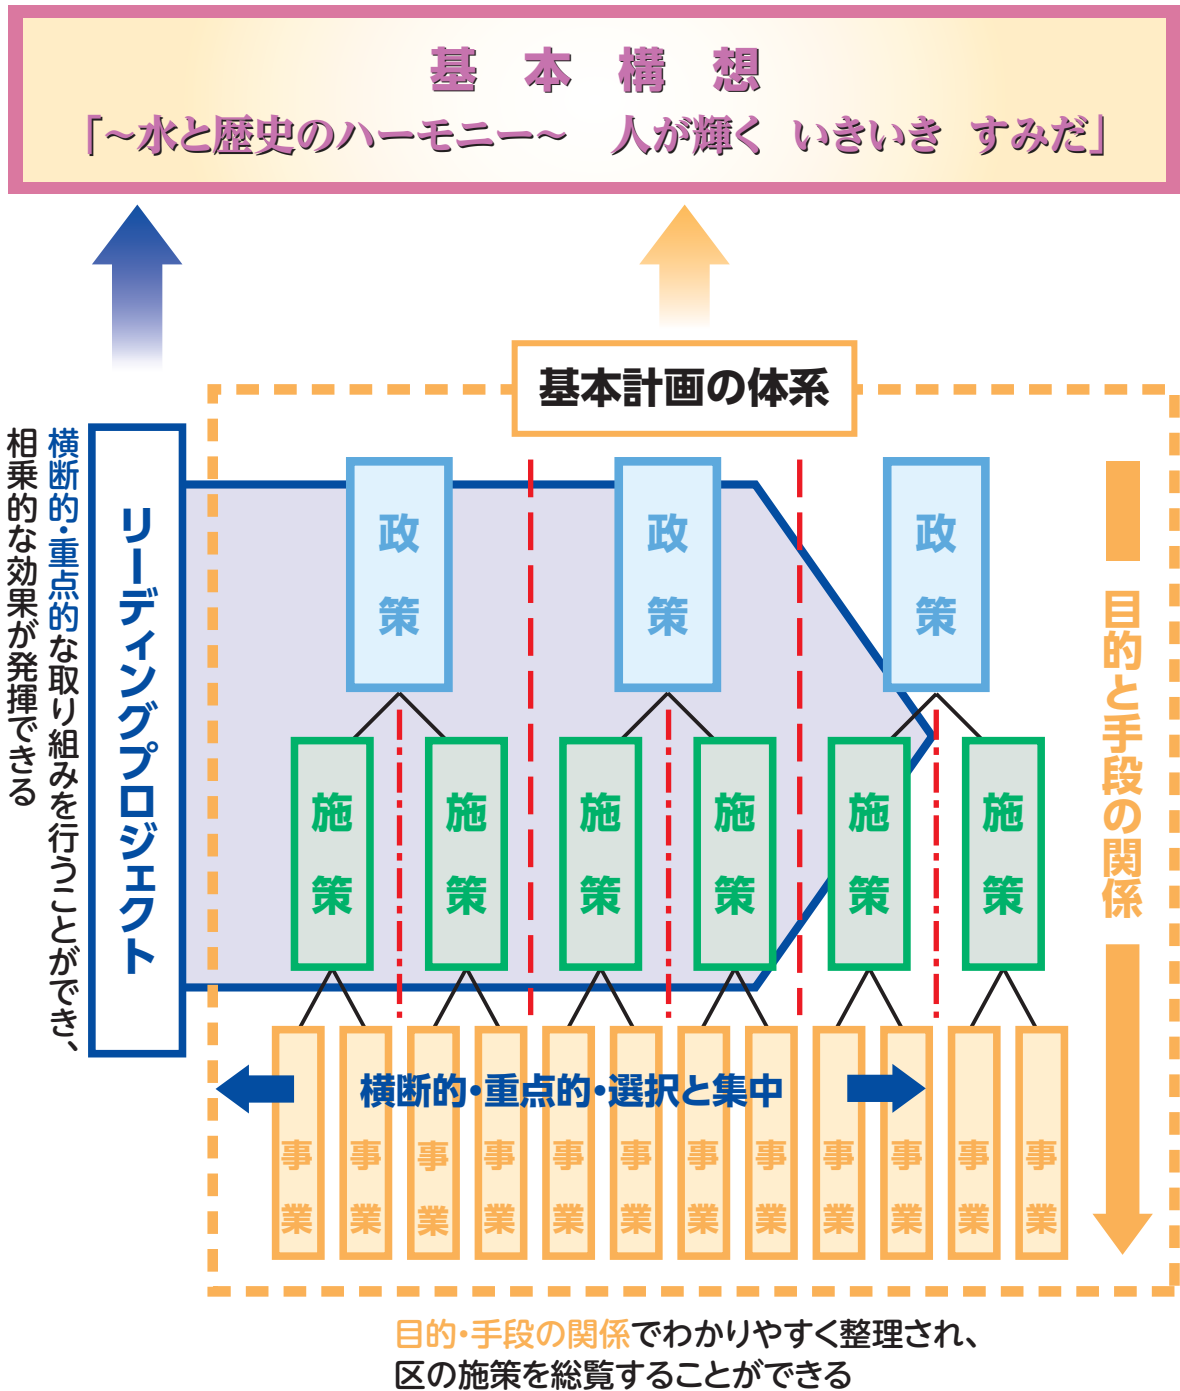 基本構想
「～水と歴史のハーモニー～　人が輝く いきいき すみだ」
基本計画の体系
横断的・重点的な取り組みを行うことができ、
相乗的な効果が発揮できる
リーディングプロジェクト
政策
政策
政策
目的と手段の関係
施策
施策
施策
施策
施策
施策
横断的・重点的・選択と集中
事業
事業
事業
事業
事業
事業
事業
事業
事業
事業
事業
事業
目的・手段の関係でわかりやすく整理され、
区の施策を総覧することができる